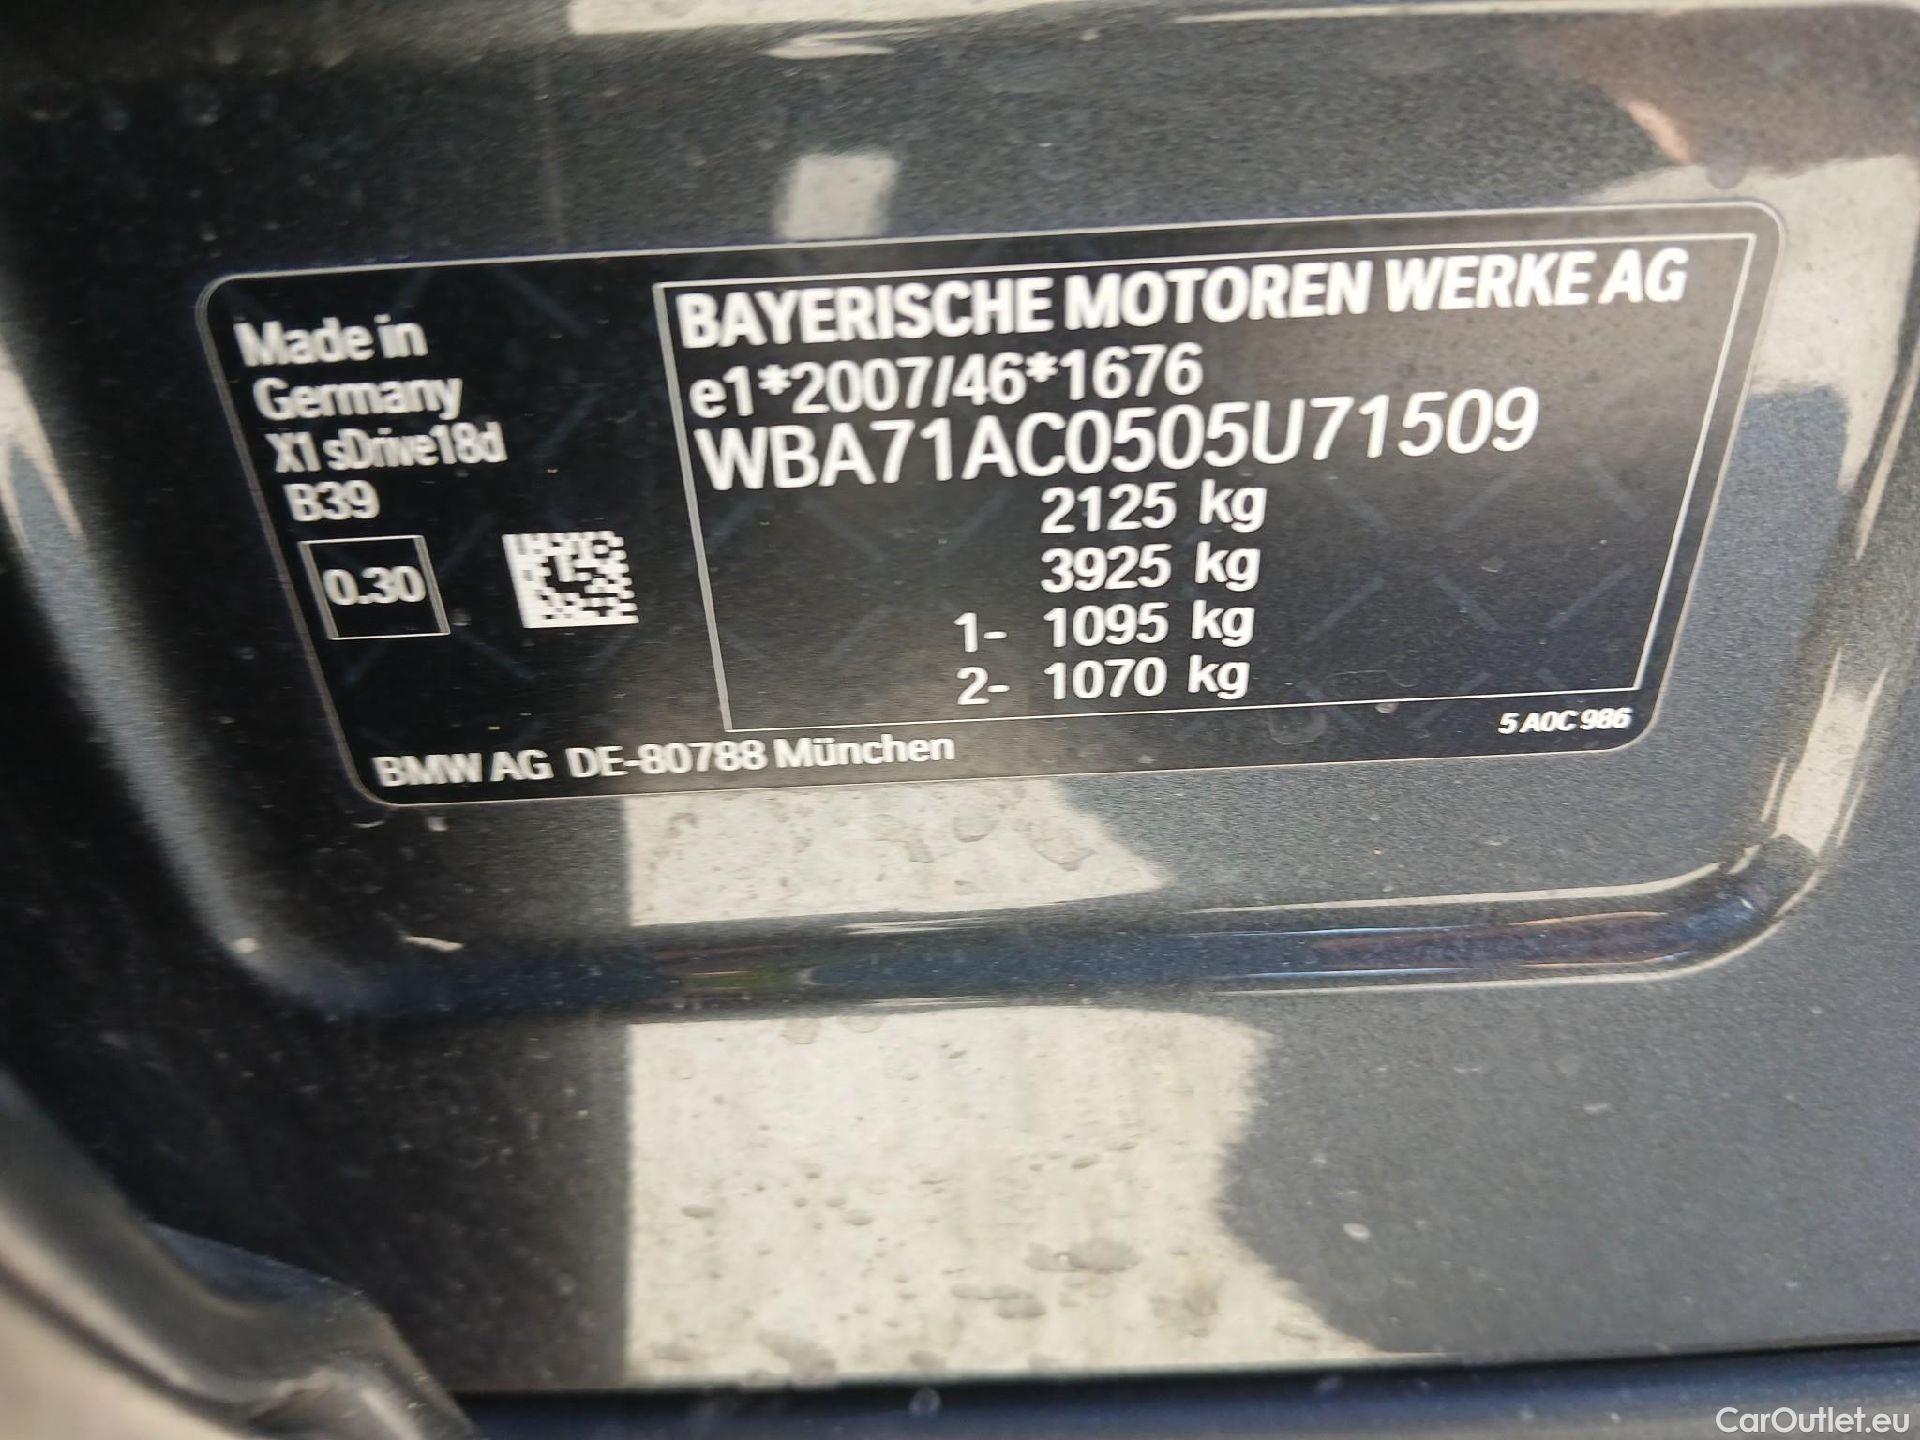 Made in
Germany
X1 sDrive18d
B39
0.30
BAYERISCHE MOTOREN WERKE AG
e1*2007/46*1676
WBA71AC0505U71509
2125 kg
3925 kg
1- 1095 kg
2- 1070 kg
5 A0C 986
BMW AG DE-80788 München
CarOutlet.eu